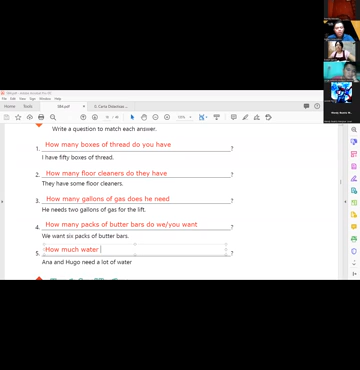 Home Tools
Write a question to match each answer.
1. How many boxes of thread do you have ?
I have fifty boxes of thread.
2. How many floor cleaners do they have ?
They have some floor cleaners.
3. How many gallons of gas does he need ?
He needs two gallons of gas for the lift.
4. How many packs of butter bars do we/you want ?
We want six packs of butter bars.
5. How much water ?
Ana and Hugo need a lot of water